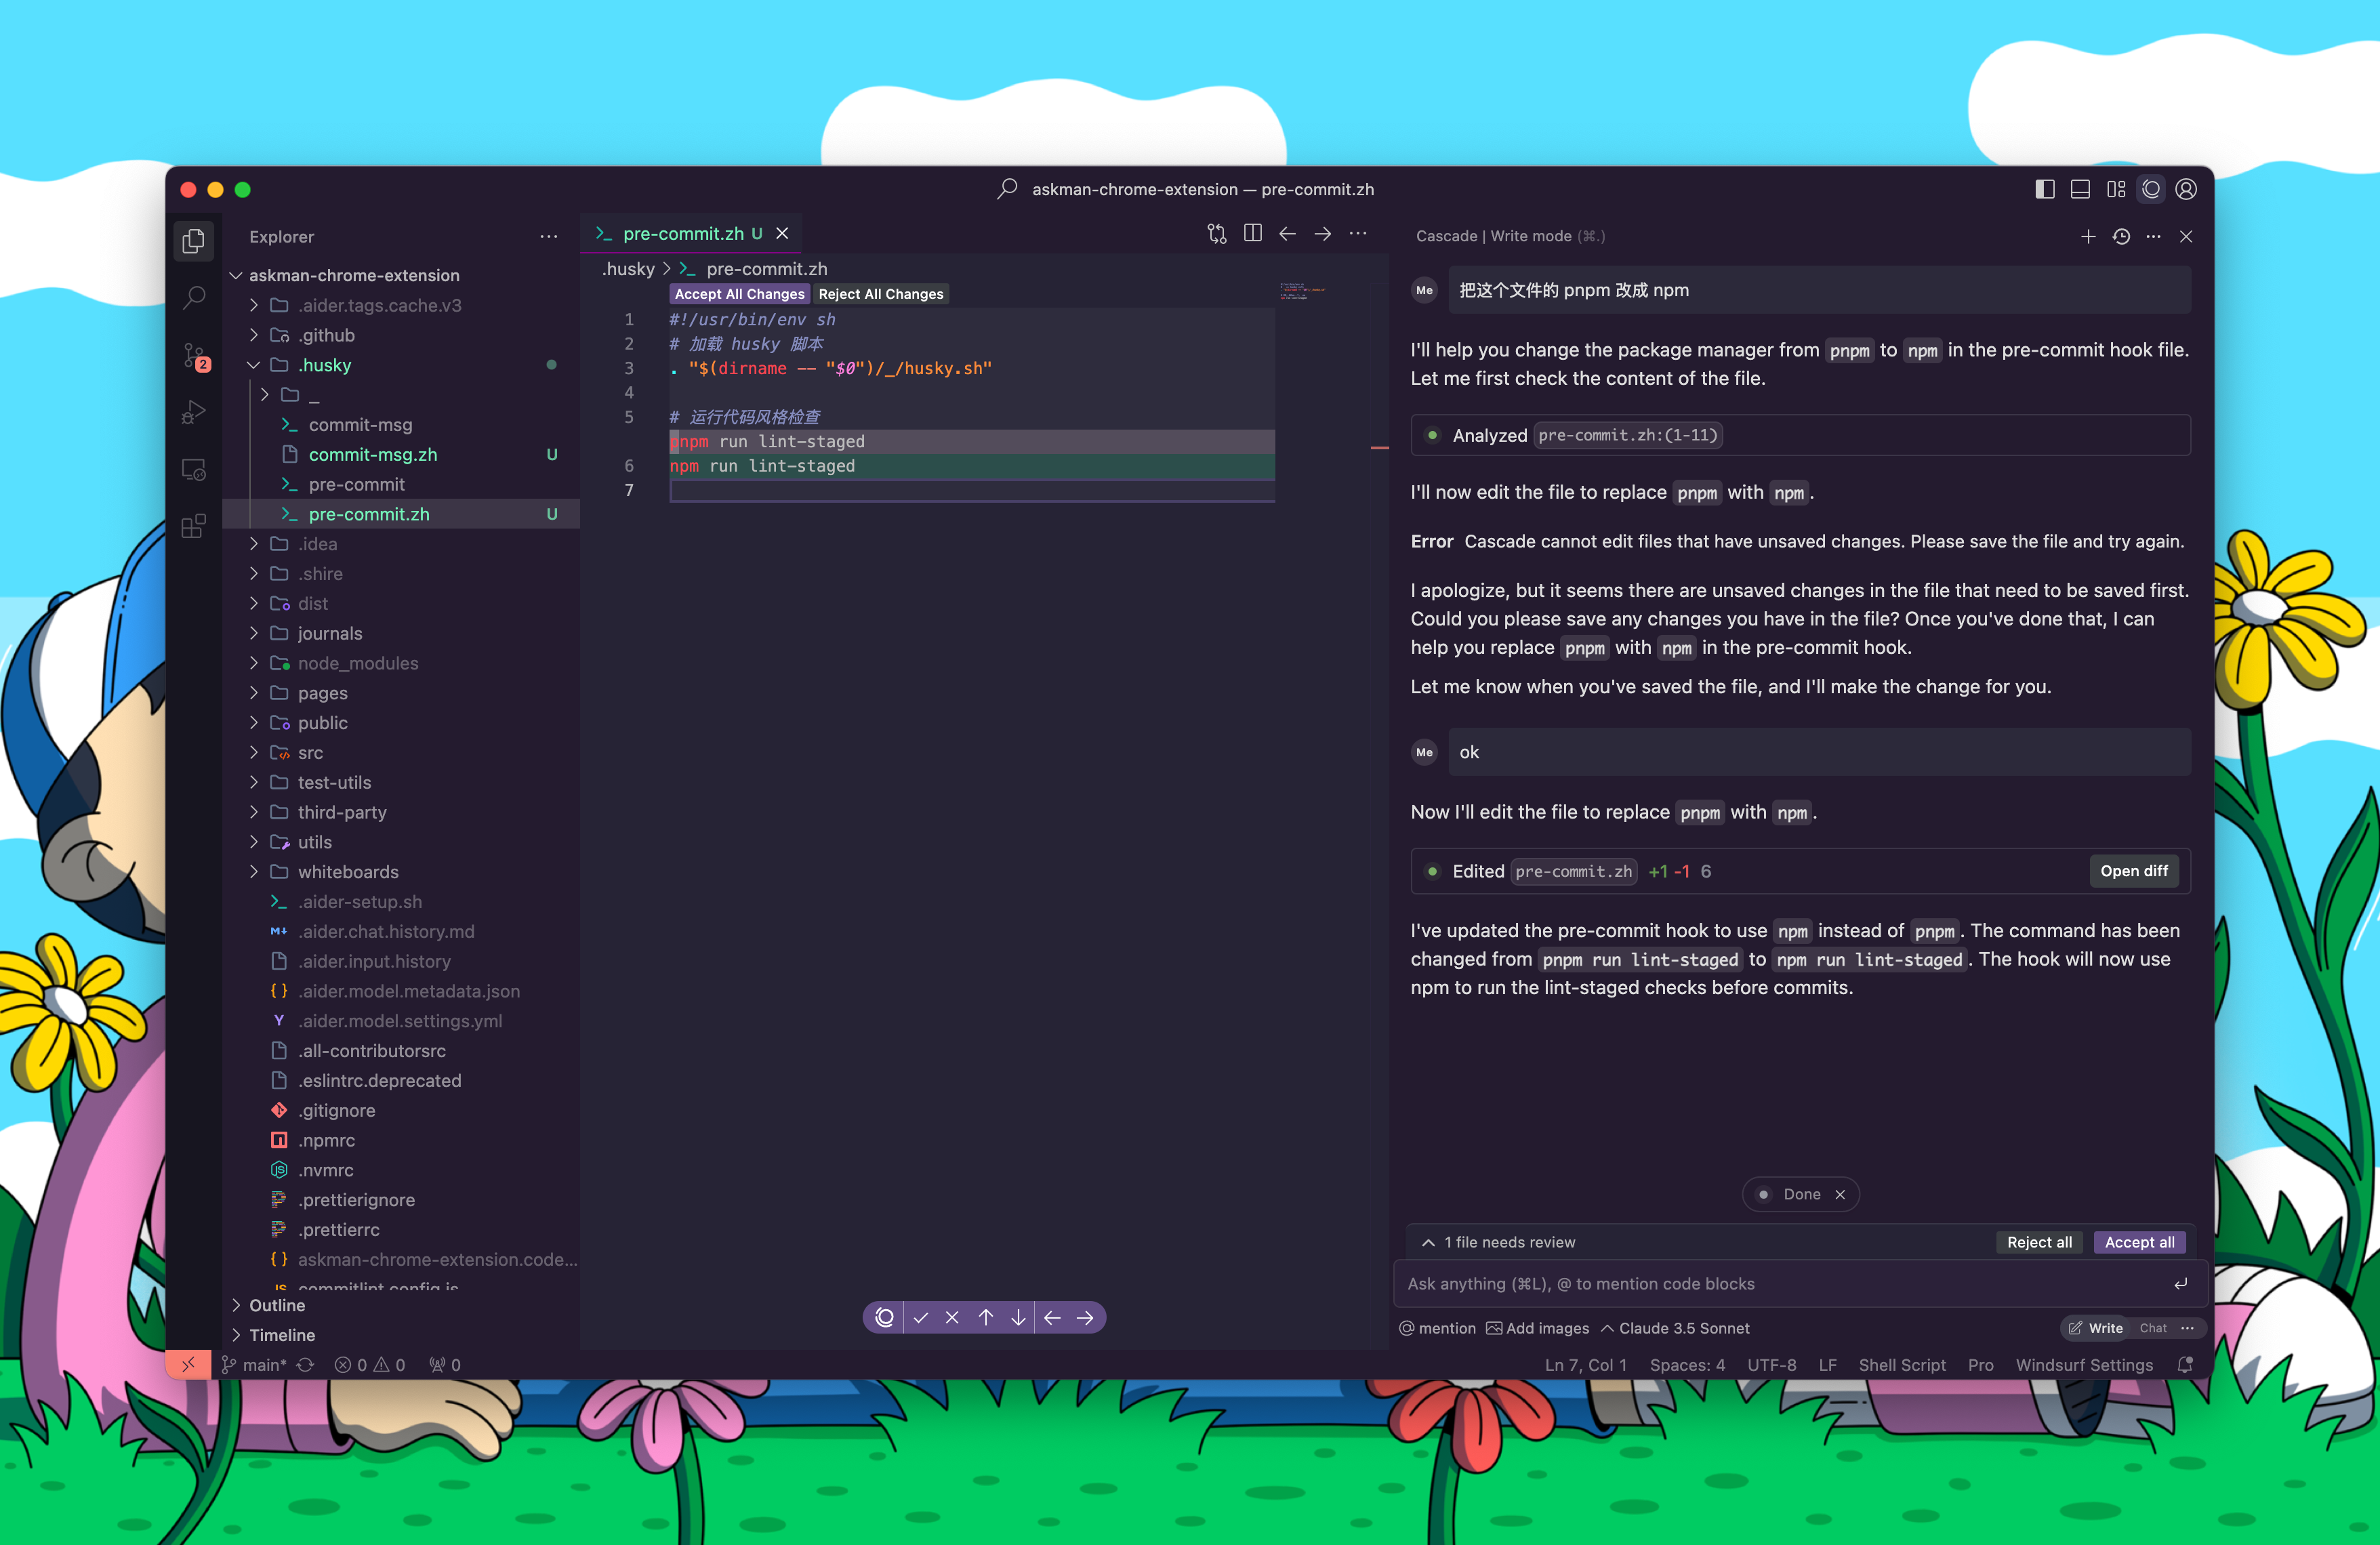 askman-chrome-extension — pre-commit.zh
Explorer
askman-chrome-extension
.aider.tags.cache.v3
.github
.husky
_
commit-msg
commit-msg.zh U
pre-commit
pre-commit.zh U
.idea
.shire
dist
journals
node_modules
pages
public
src
test-utils
third-party
utils
whiteboards
.aider-setup.sh
.aider.chat.history.md
.aider.input.history
.aider.model.metadata.json
.aider.model.settings.yml
.all-contributorsrc
.eslintrc.deprecated
.gitignore
.npmrc
.nvmrc
.prettierignore
.prettierrc
askman-chrome-extension.code...
commitlint.config.js
Outline
Timeline
2
pre-commit.zh U
.husky > pre-commit.zh
Accept All Changes Reject All Changes
1 #!/usr/bin/env sh
2 # 加载 husky 脚本
3 . "$(dirname -- "$0")/_/husky.sh"
4
5 # 运行代码风格检查
pnpm run lint-staged
6 npm run lint-staged
7
Cascade | Write mode (⌘.)
Me 把这个文件的 pnpm 改成 npm
I'll help you change the package manager from pnpm to npm in the pre-commit hook file.
Let me first check the content of the file.
Analyzed pre-commit.zh:(1-11)
I'll now edit the file to replace pnpm with npm.
Error Cascade cannot edit files that have unsaved changes. Please save the file and try again.
I apologize, but it seems there are unsaved changes in the file that need to be saved first.
Could you please save any changes you have in the file? Once you've done that, I can
help you replace pnpm with npm in the pre-commit hook.
Let me know when you've saved the file, and I'll make the change for you.
Me ok
Now I'll edit the file to replace pnpm with npm.
Edited pre-commit.zh +1 -1 6 Open diff
I've updated the pre-commit hook to use npm instead of pnpm. The command has been
changed from pnpm run lint-staged to npm run lint-staged. The hook will now use
npm to run the lint-staged checks before commits.
Done
1 file needs review Reject all Accept all
Ask anything (⌘L), @ to mention code blocks
mention Add images Claude 3.5 Sonnet Write Chat
main* 0 0 0 Ln 7, Col 1 Spaces: 4 UTF-8 LF Shell Script Pro Windsurf Settings